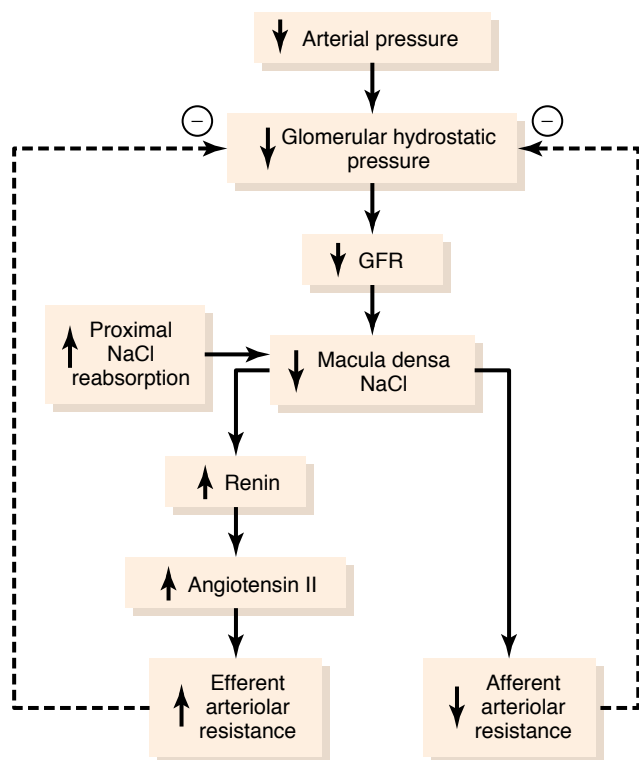 Arterial pressure
−
−
Glomerular hydrostatic
pressure
GFR
Proximal
NaCl
reabsorption
Macula densa
NaCl
Renin
Angiotensin II
Efferent
arteriolar
resistance
Afferent
arteriolar
resistance